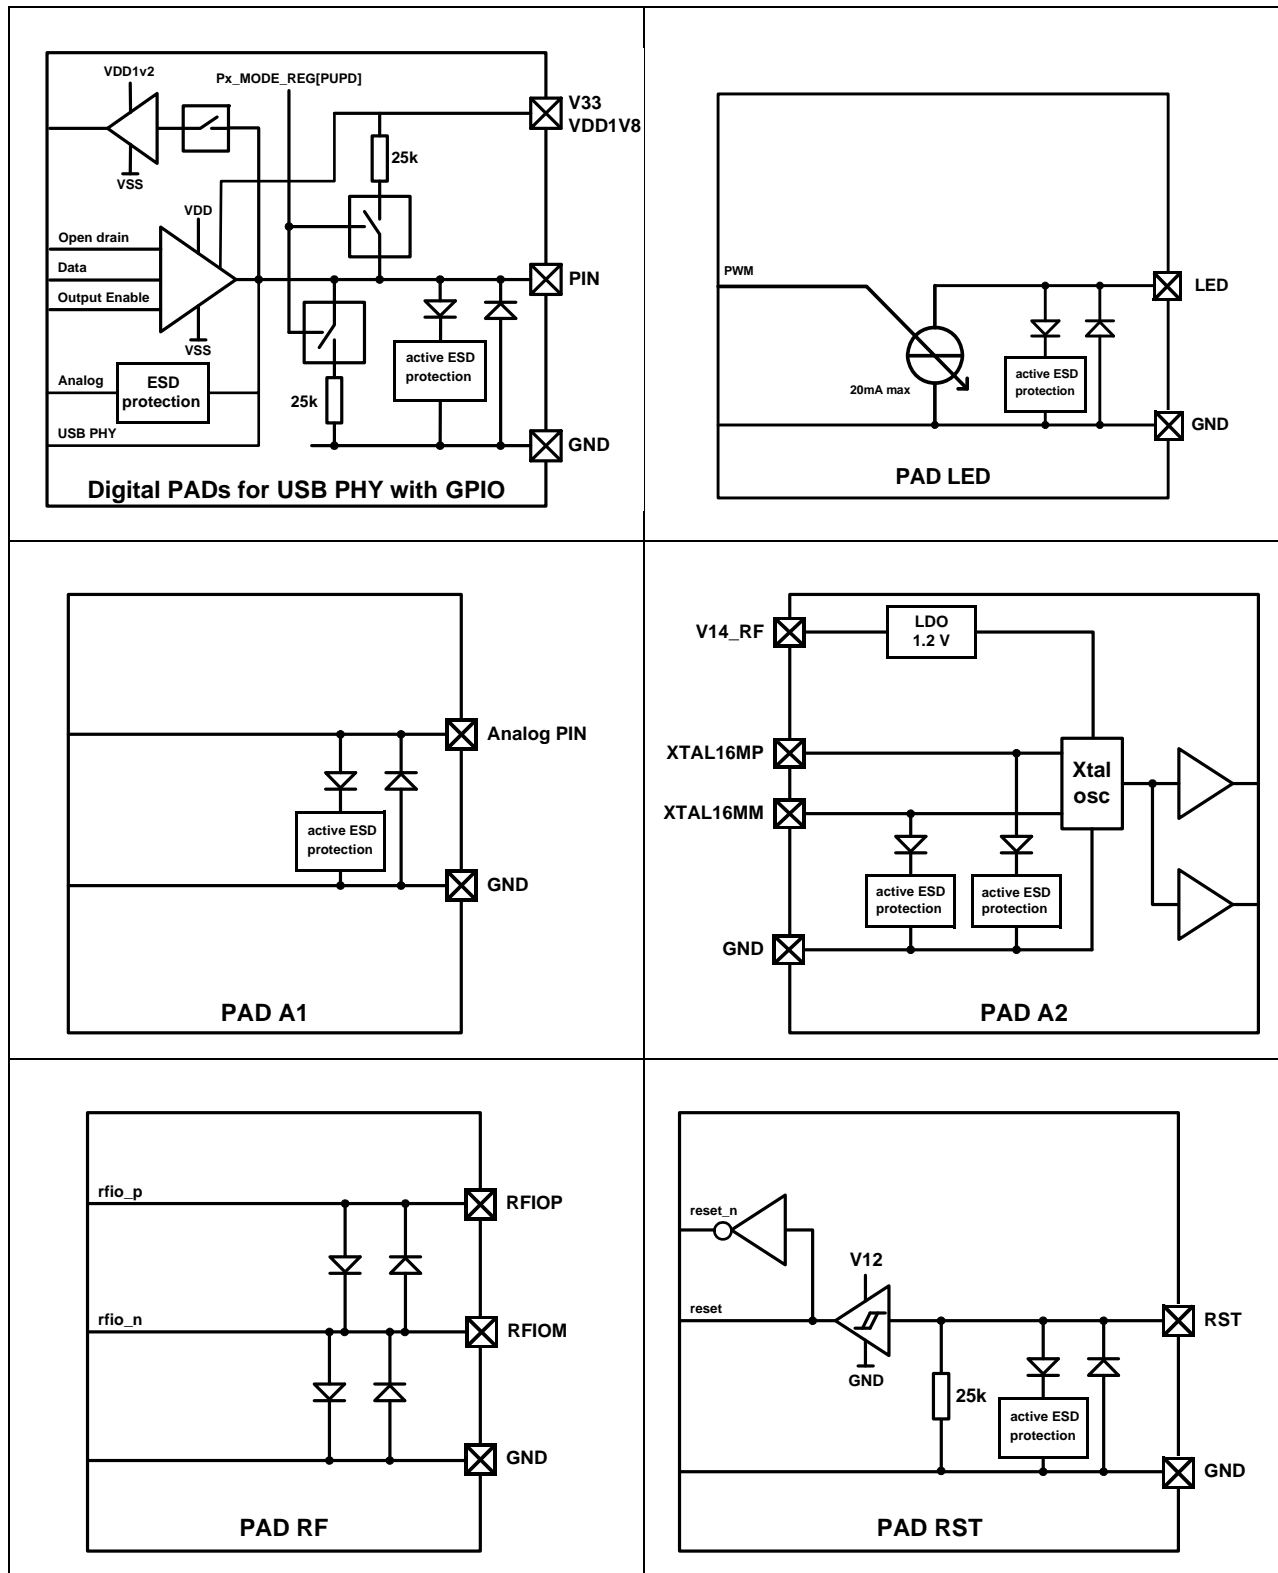 VDD1v2
Px_MODE_REG[PUPD]
V33
VDD1V8
25k
VSS
VDD
Open drain
Data
Output Enable
PIN
VSS
Analog
ESD
protection
active ESD
protection
25k
USB PHY
GND
Digital PADs for USB PHY with GPIO
PWM
LED
active ESD
protection
20mA max
GND
PAD LED
Analog PIN
active ESD
protection
GND
PAD A1
V14_RF
LDO
1.2 V
XTAL16MP
Xtal
osc
XTAL16MM
active ESD
protection
active ESD
protection
GND
PAD A2
rfio_p
RFIOP
rfio_n
RFIOM
GND
PAD RF
reset_n
V12
reset
RST
GND
25k
active ESD
protection
GND
PAD RST